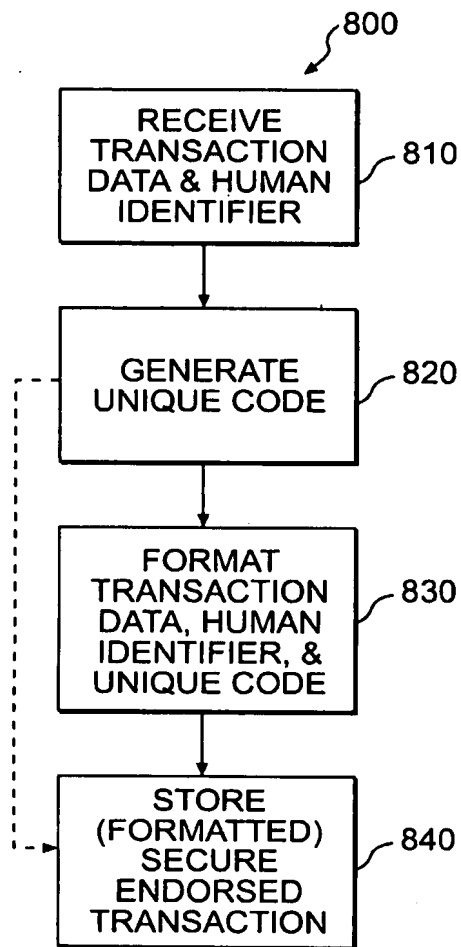 800
RECEIVE
TRANSACTION
DATA & HUMAN
IDENTIFIER
810
GENERATE
UNIQUE CODE
820
FORMAT
TRANSACTION
DATA, HUMAN
IDENTIFIER, &
UNIQUE CODE
830
STORE
(FORMATTED)
SECURE
ENDORSED
TRANSACTION
840